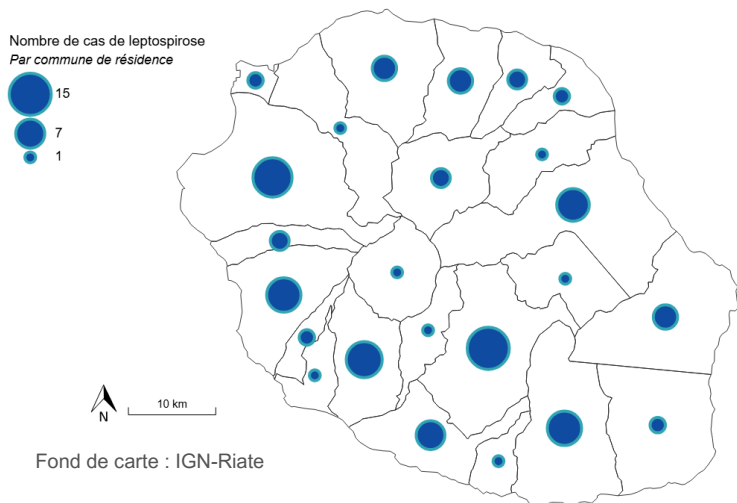 Nombre de cas de leptospirose
Par commune de résidence
15
7
1
N
10 km
Fond de carte : IGN-Riate